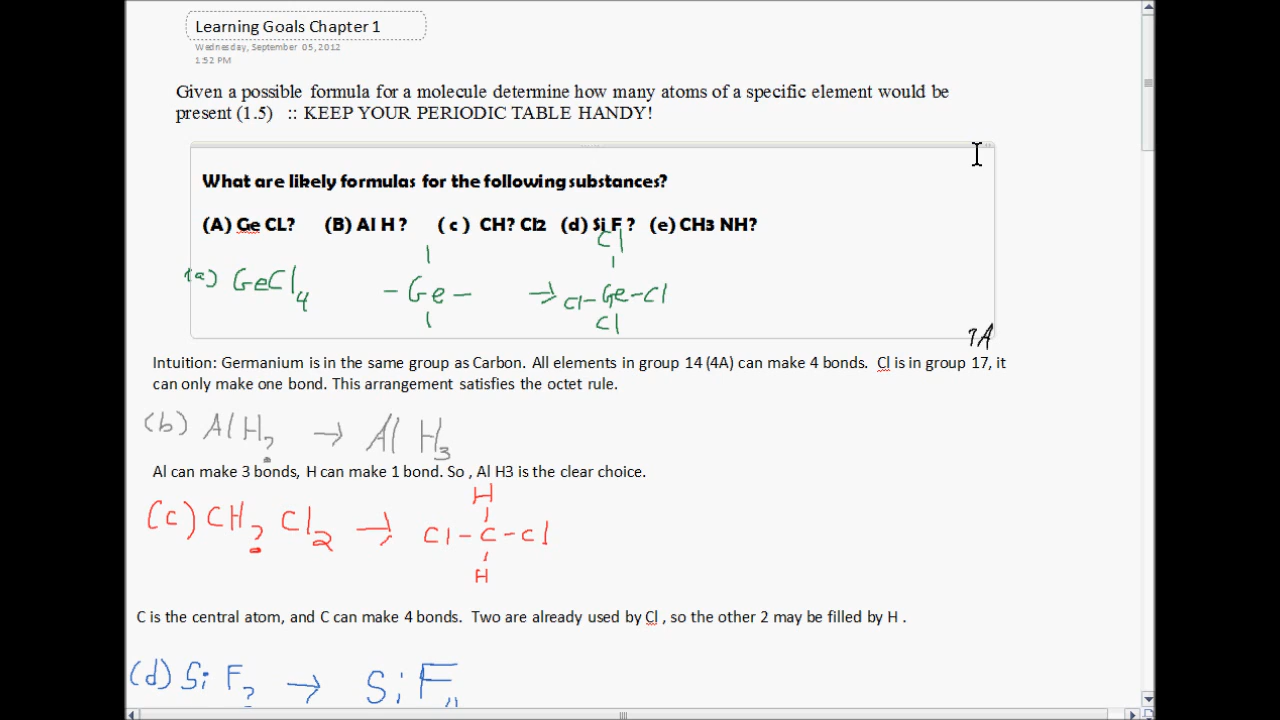 Learning Goals Chapter 1
Wednesday, September 05, 2012
1:52 PM
Given a possible formula for a molecule determine how many atoms of a specific element would be
present (1.5) :: KEEP YOUR PERIODIC TABLE HANDY!
What are likely formulas for the following substances?
(A) Ge CL? (B) Al H ? ( c ) CH? Cl2 (d) Si F ? (e) CH3 NH?
Cl
(a) GeCl4 -Ge- → Cl-Ge-Cl
Cl
7A
Intuition: Germanium is in the same group as Carbon. All elements in group 14 (4A) can make 4 bonds. Cl is in group 17, it
can only make one bond. This arrangement satisfies the octet rule.
(b) AlH? → Al H3
Al can make 3 bonds, H can make 1 bond. So , Al H3 is the clear choice.
H
(c) CH? Cl2 → Cl-C-Cl
H
C is the central atom, and C can make 4 bonds. Two are already used by Cl , so the other 2 may be filled by H .
(d) Si F? → Si F